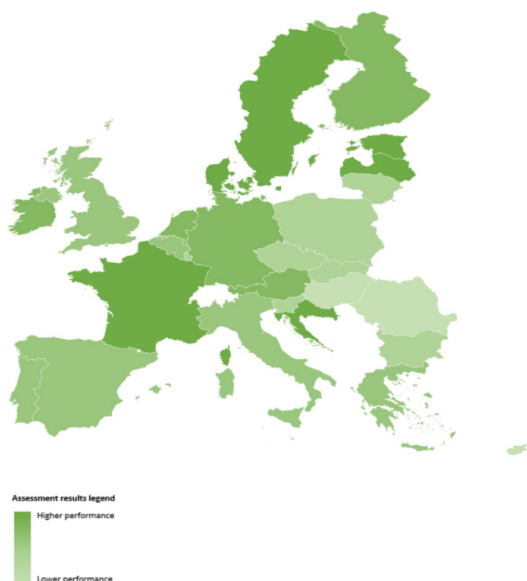 Assessment results legend
Higher performance
Lower performance